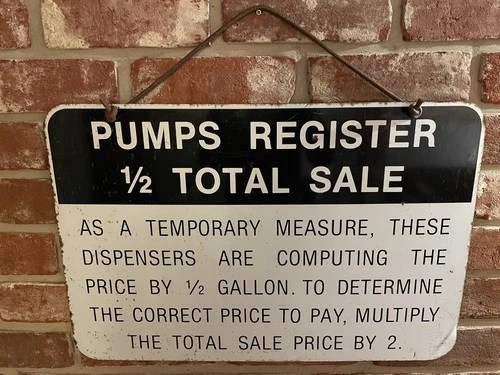 PUMPS REGISTER
½ TOTAL SALE
AS A TEMPORARY MEASURE, THESE
DISPENSERS ARE COMPUTING THE
PRICE BY ½ GALLON. TO DETERMINE
THE CORRECT PRICE TO PAY, MULTIPLY
THE TOTAL SALE PRICE BY 2.